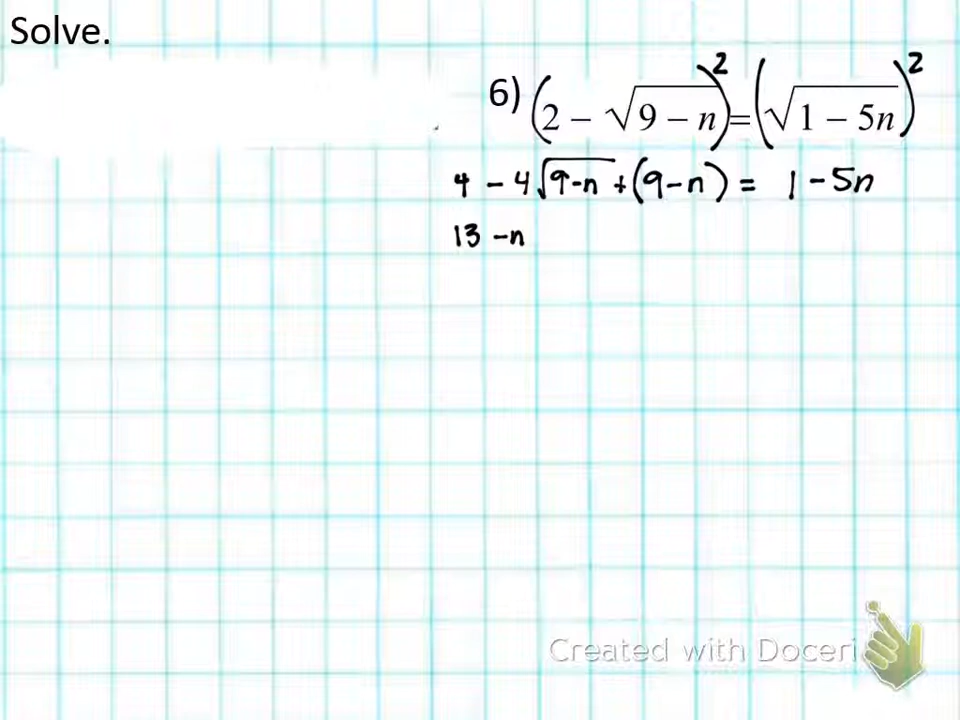 Solve.
6) (2 − √9 − n)² = (√1 − 5n)²
4 − 4√9-n + (9-n) = 1 - 5n
13 - n
Created with Doceri